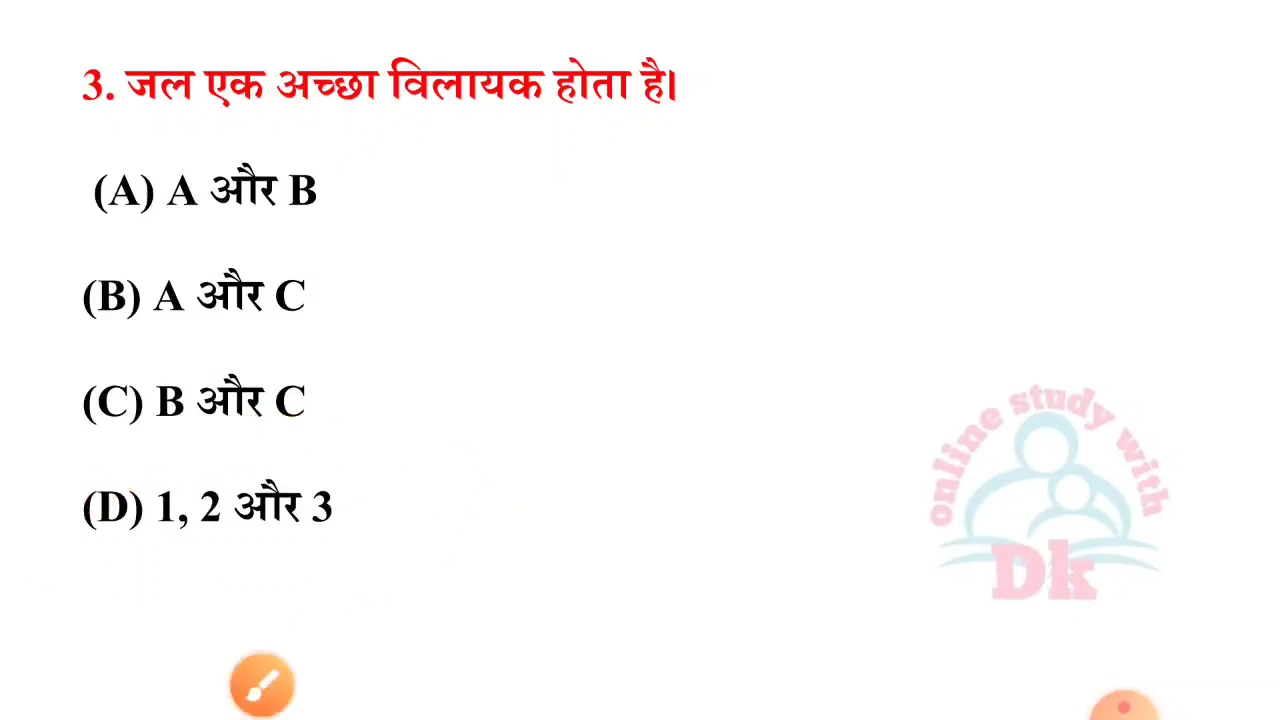 3. जल एक अच्छा विलायक होता है।
(A) A और B
(B) A और C
(C) B और C
(D) 1, 2 और 3
online study with
Dk